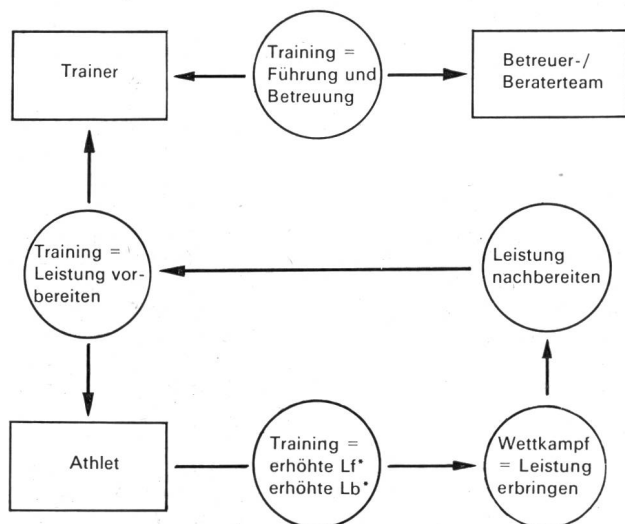 Trainer
Training =
Führung und
Betreuung
Betreuer-/
Beraterteam
Training =
Leistung vor-
bereiten
Leistung
nachbereiten
Athlet
Training =
erhöhte Lf*
erhöhte Lb*
Wettkampf
= Leistung
erbringen